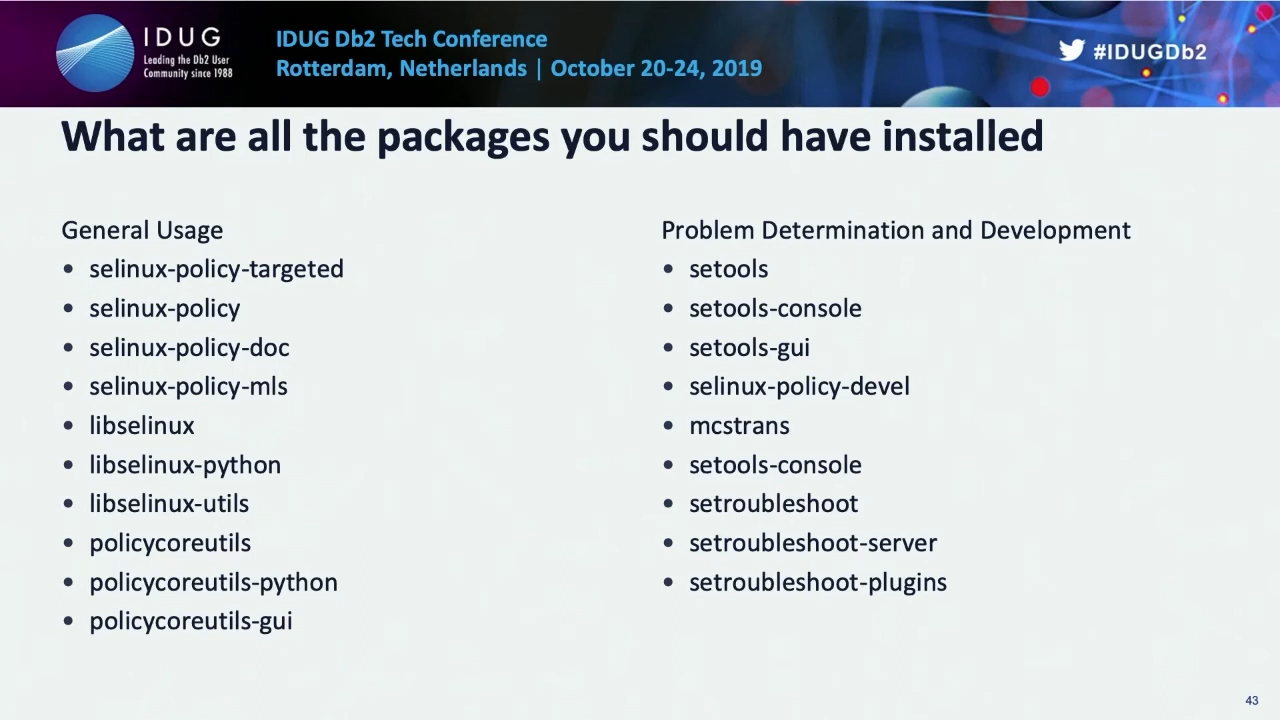 IDUG
Leading the Db2 User
Community since 1988
IDUG Db2 Tech Conference
Rotterdam, Netherlands | October 20-24, 2019
#IDUGDb2
What are all the packages you should have installed
General Usage
• selinux-policy-targeted
• selinux-policy
• selinux-policy-doc
• selinux-policy-mls
• libselinux
• libselinux-python
• libselinux-utils
• policycoreutils
• policycoreutils-python
• policycoreutils-gui
Problem Determination and Development
• setools
• setools-console
• setools-gui
• selinux-policy-devel
• mcstrans
• setools-console
• setroubleshoot
• setroubleshoot-server
• setroubleshoot-plugins
43